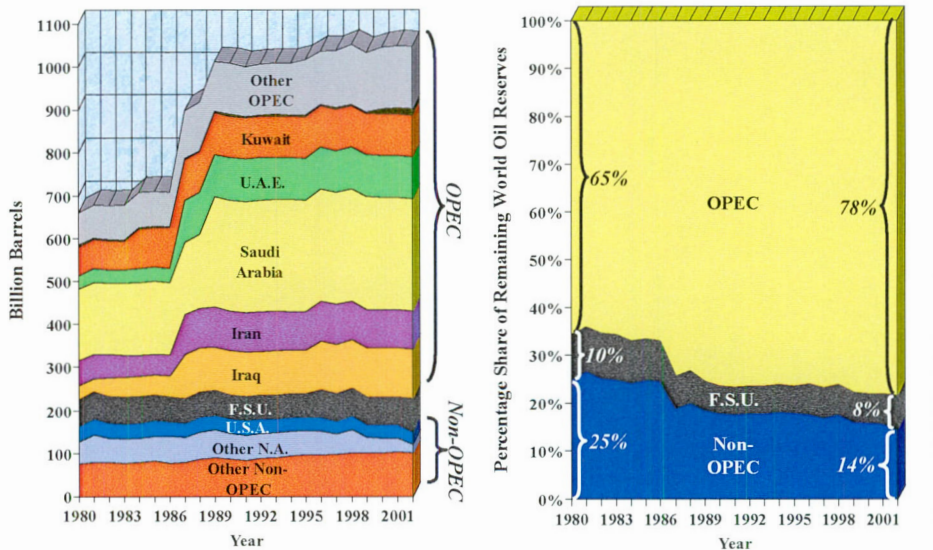 1100
1000
900
800
700
600
500
400
300
200
100
0
Billion Barrels
Other
OPEC
Kuwait
U.A.E.
Saudi
Arabia
Iran
Iraq
F.S.U.
U.S.A.
Other N.A.
Other Non-
OPEC
OPEC
Non-OPEC
1980 1983 1986 1989 1992 1995 1998 2001
Year
Percentage Share of Remaining World Oil Reserves
100%
90%
80%
70%
60%
50%
40%
30%
20%
10%
0%
65%
OPEC
78%
10%
F.S.U.
8%
25%
Non-
OPEC
14%
1980 1983 1986 1989 1992 1995 1998 2001
Year